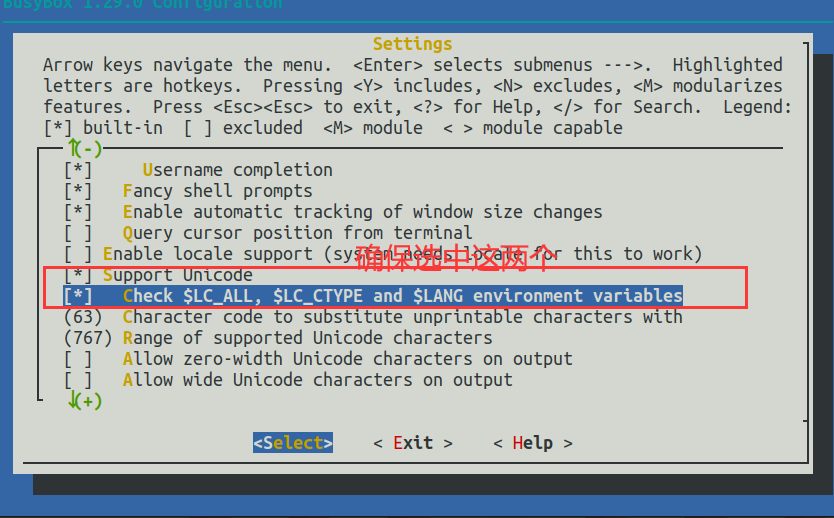 BusyBox 1.29.0 Configuration
Settings
Arrow keys navigate the menu.  <Enter> selects submenus --->.  Highlighted
letters are hotkeys.  Pressing <Y> includes, <N> excludes, <M> modularizes
features.  Press <Esc><Esc> to exit, <?> for Help, </> for Search.  Legend:
[*] built-in  [ ] excluded  <M> module  < > module capable
↑(-)
[*]     Username completion
[*]   Fancy shell prompts
[*]   Enable automatic tracking of window size changes
[ ]   Query cursor position from terminal
[ ] Enable locale support (system needs locale for this to work)
确保选中这两个
[*] Support Unicode
[*]   Check $LC_ALL, $LC_CTYPE and $LANG environment variables
(63)  Character code to substitute unprintable characters with
(767) Range of supported Unicode characters
[ ]   Allow zero-width Unicode characters on output
[ ]   Allow wide Unicode characters on output
↓(+)
<Select>    < Exit >    < Help >